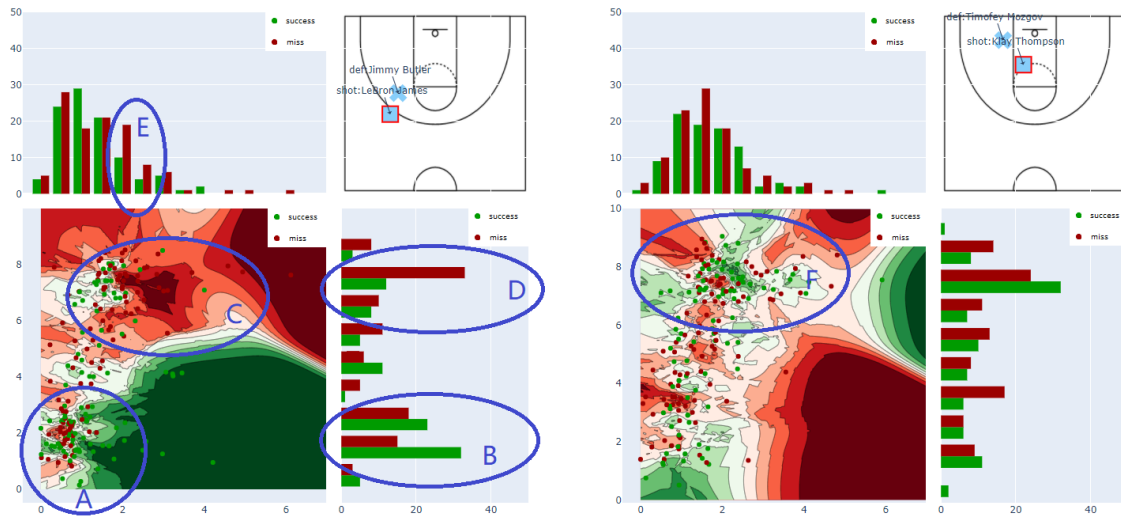 50
40
30
20
10
0
success
miss
E
def:Jimmy Butler
shot:LeBron James
8
6
4
2
0
0
2
4
6
success
miss
A
C
success
miss
D
B
0
20
40
50
40
30
20
10
0
success
miss
def:Timofey Mozgov
shot:Klay Thompson
10
8
6
4
2
0
0
2
4
6
success
miss
F
success
miss
0
20
40